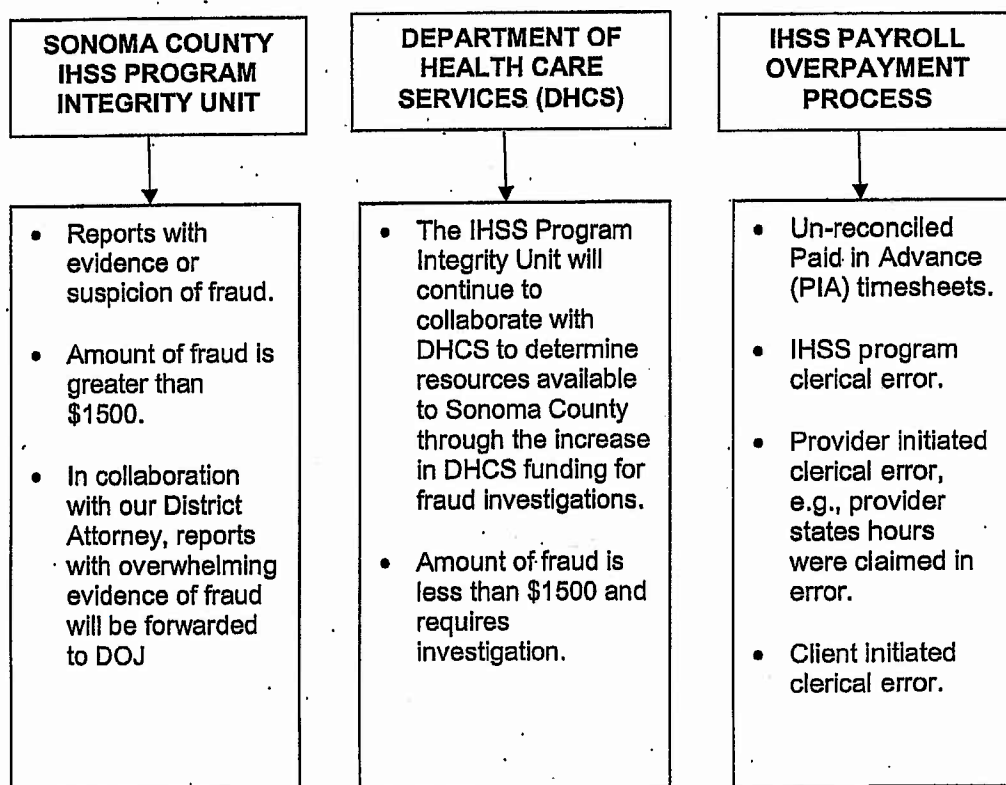 SONOMA COUNTY
IHSS PROGRAM
INTEGRITY UNIT
• Reports with
evidence or
suspicion of fraud.
• Amount of fraud is
greater than
$1500.
• In collaboration
with our District
Attorney, reports
with overwhelming
evidence of fraud
will be forwarded
to DOJ
DEPARTMENT OF
HEALTH CARE
SERVICES (DHCS)
• The IHSS Program
Integrity Unit will
continue to
collaborate with
DHCS to determine
resources available
to Sonoma County
through the increase
in DHCS funding for
fraud investigations.
• Amount of fraud is
less than $1500 and
requires
investigation.
IHSS PAYROLL
OVERPAYMENT
PROCESS
• Un-reconciled
Paid in Advance
(PIA) timesheets.
• IHSS program
clerical error.
• Provider initiated
clerical error,
e.g., provider
states hours
were claimed in
error.
• Client initiated
clerical error.